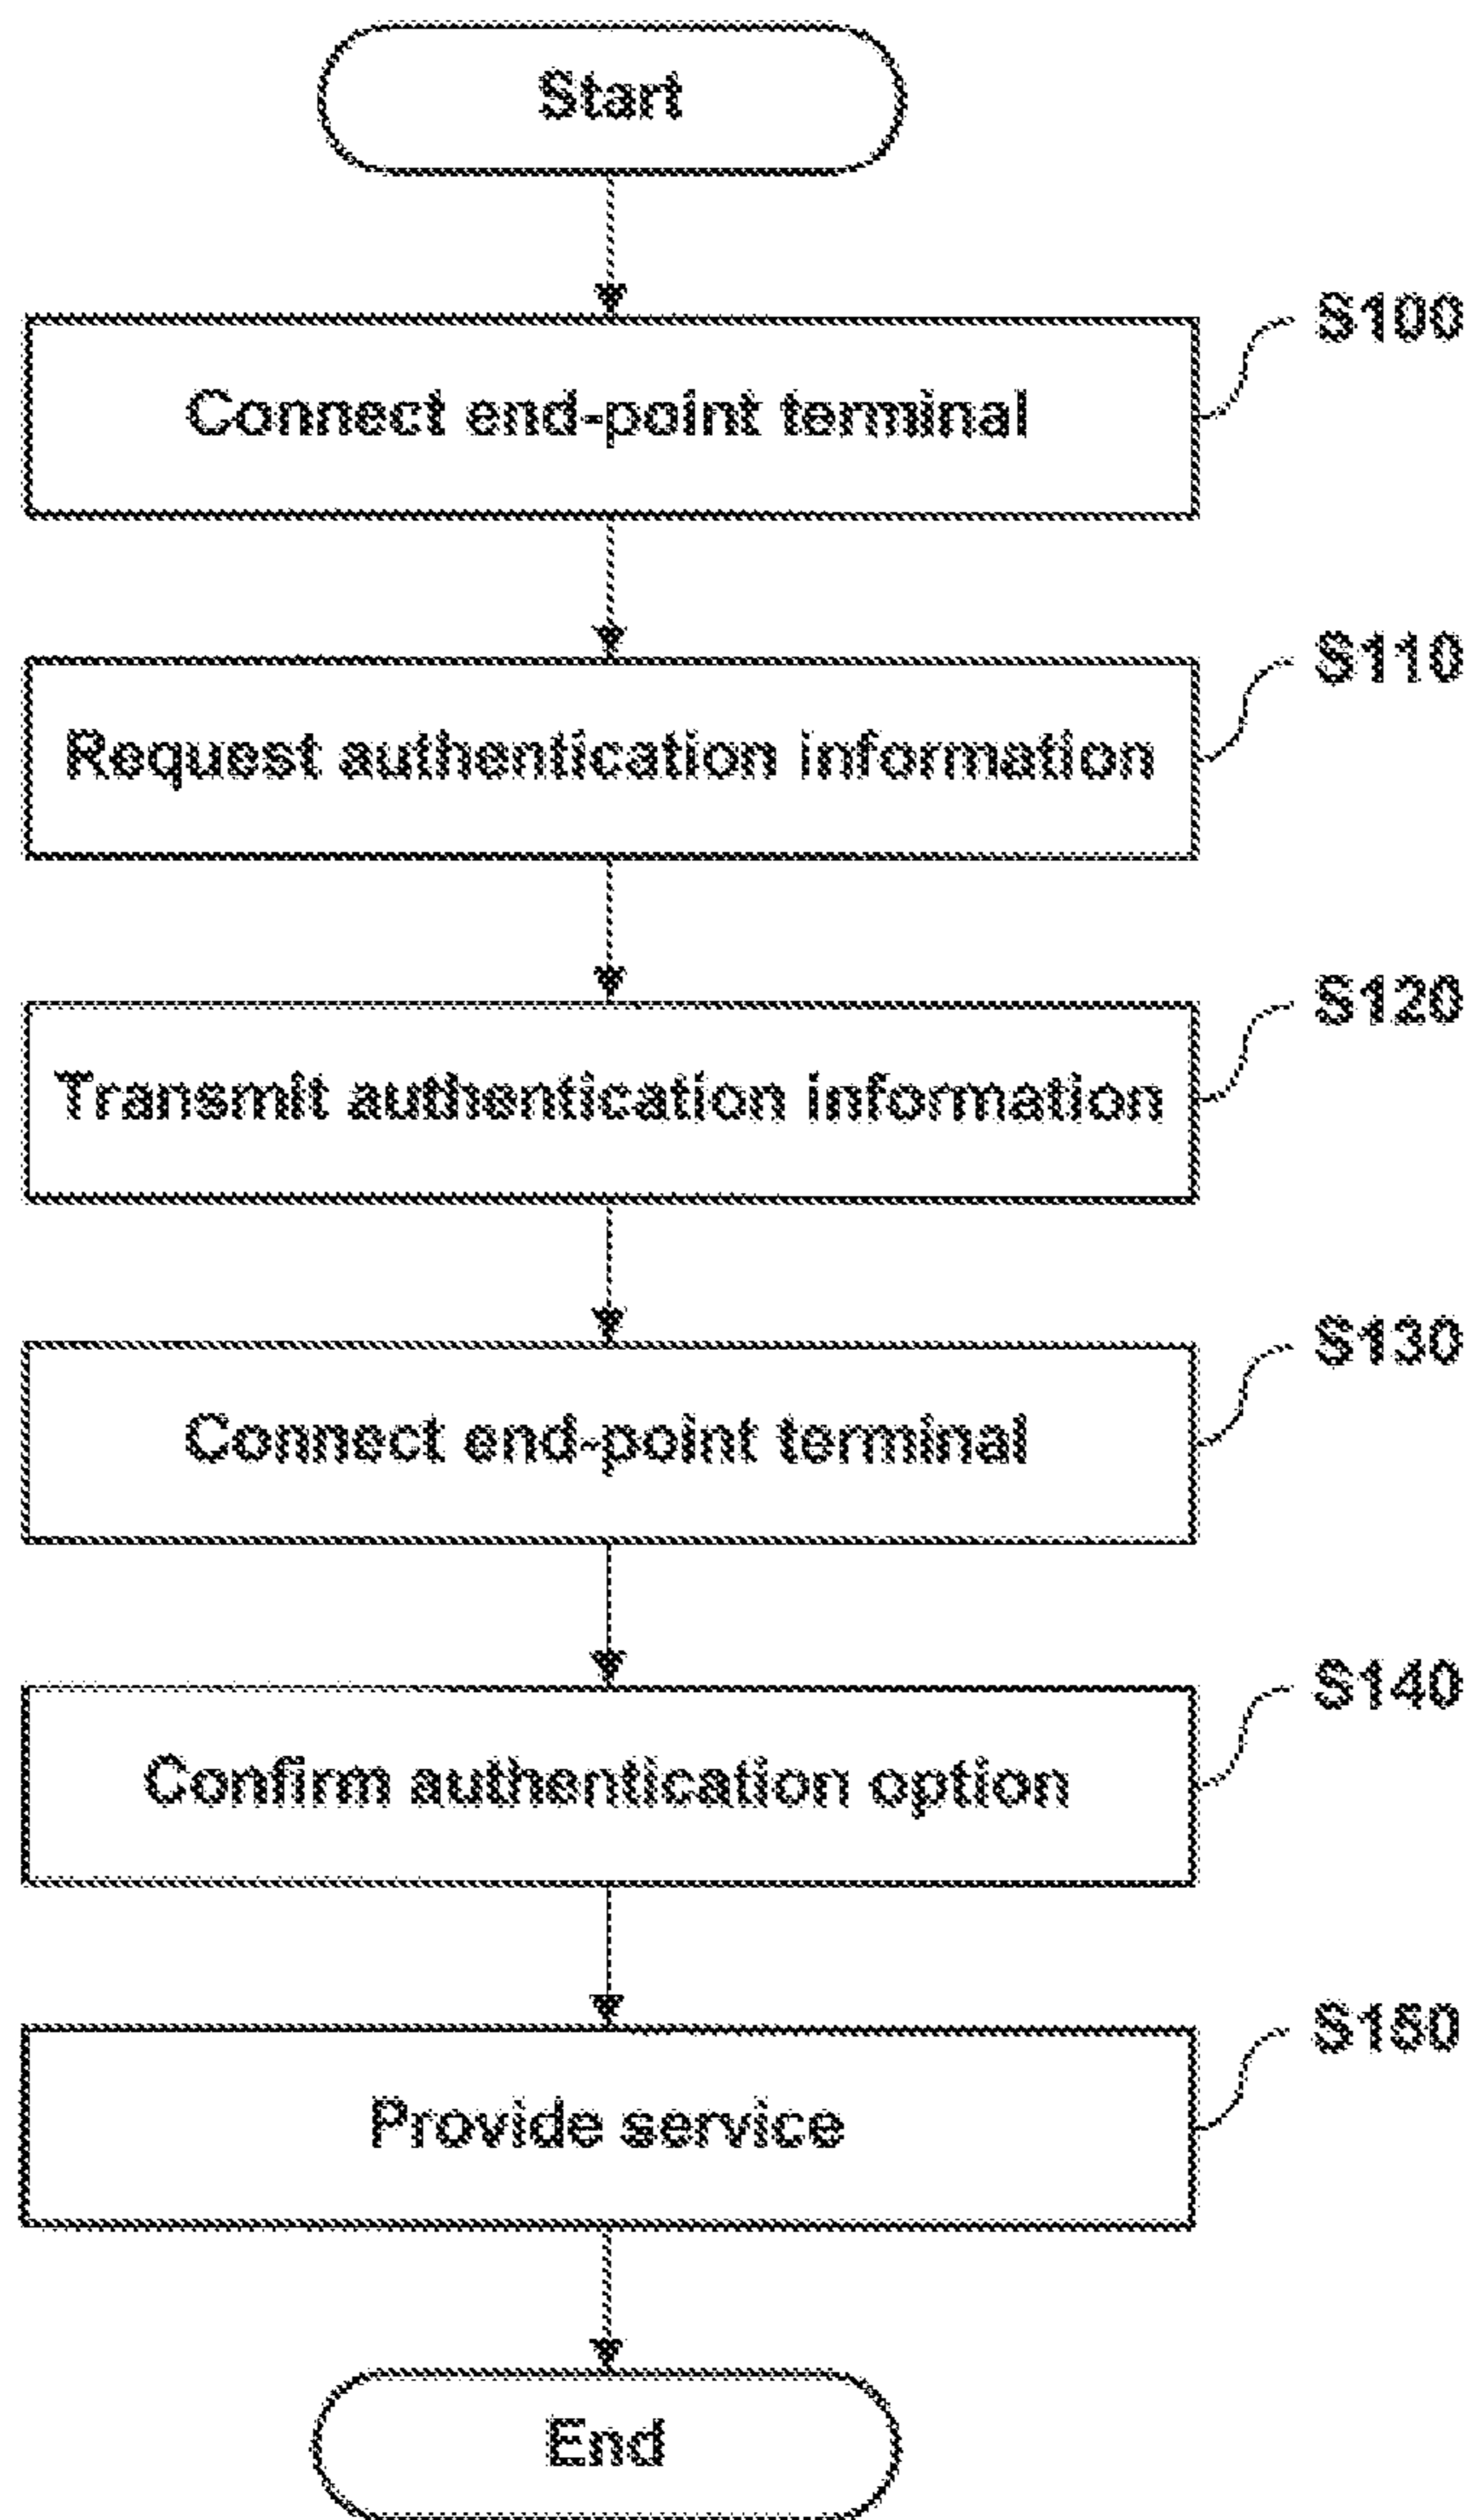 Start
Connect end-point terminal
S100
Request authentication information
S110
Transmit authentication information
S120
Connect end-point terminal
S130
Confirm authentication option
S140
Provide service
S150
End